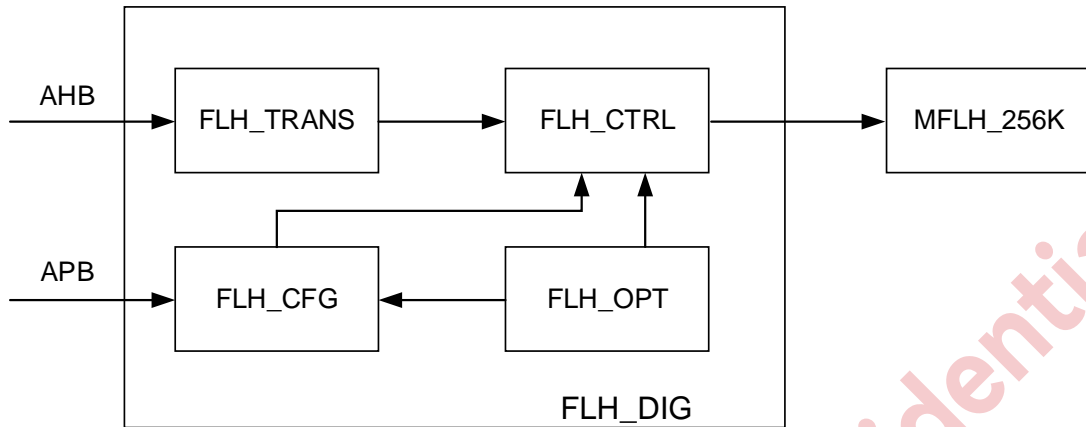 AHB
FLH_TRANS
FLH_CTRL
MFLH_256K
APB
FLH_CFG
FLH_OPT
FLH_DIG